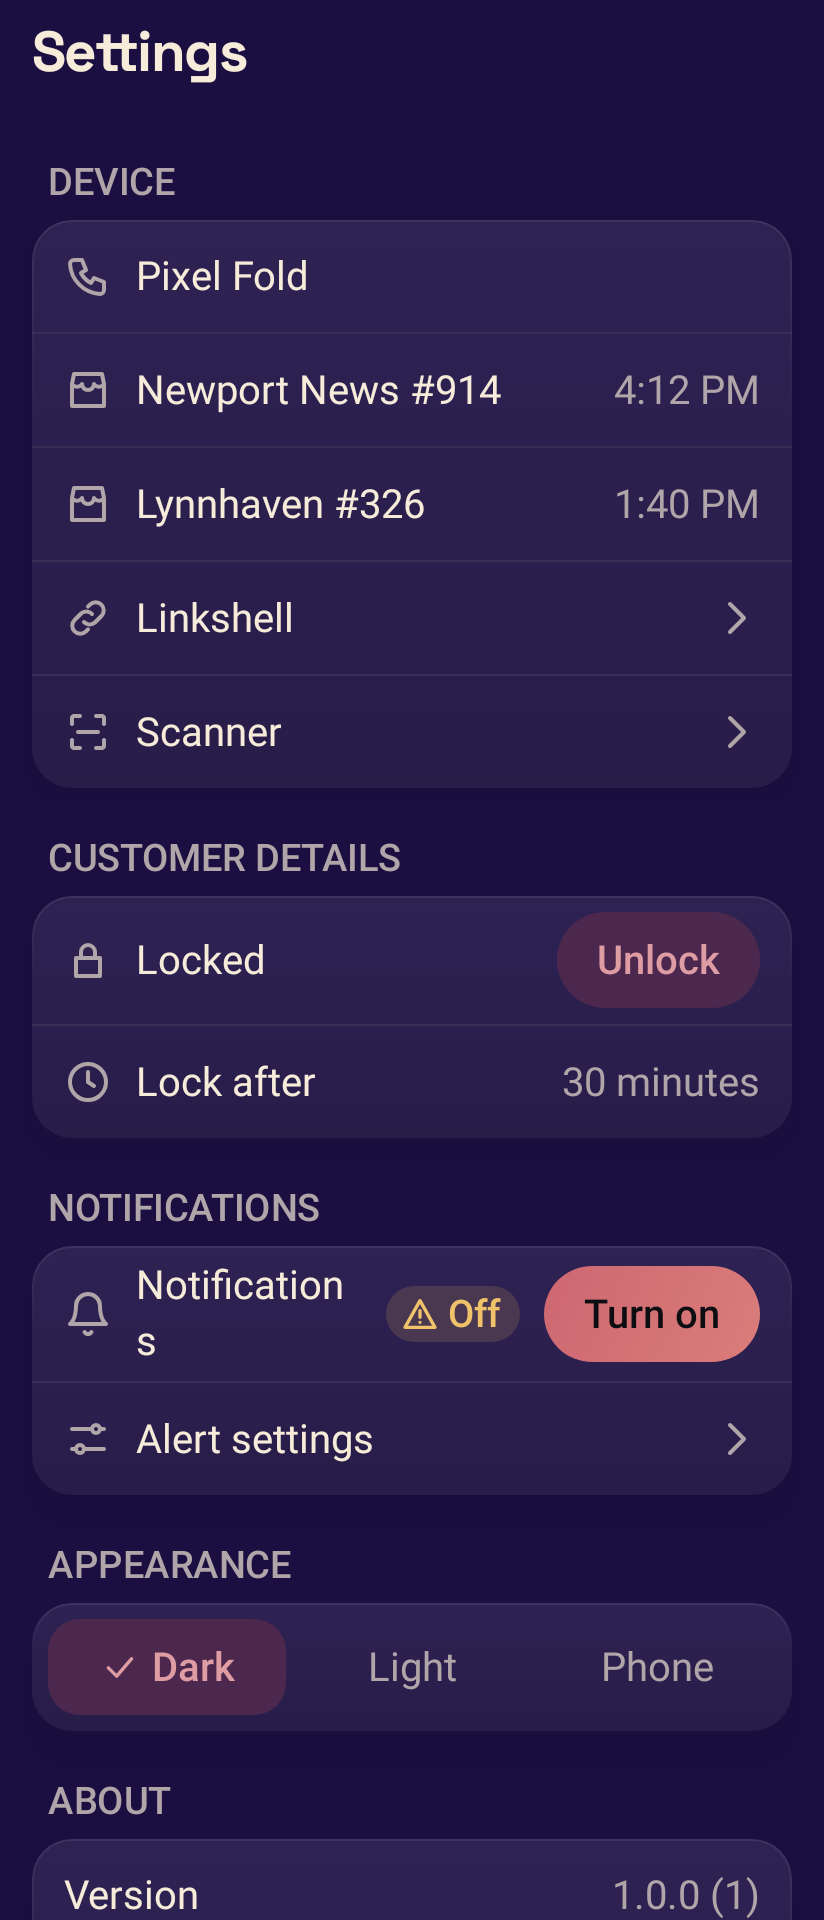 Settings
DEVICE
Pixel Fold
Newport News #914 4:12 PM
Lynnhaven #326 1:40 PM
Linkshell
Scanner
CUSTOMER DETAILS
Locked Unlock
Lock after 30 minutes
NOTIFICATIONS
Notification
s
Off Turn on
Alert settings
APPEARANCE
Dark Light Phone
ABOUT
Version 1.0.0 (1)